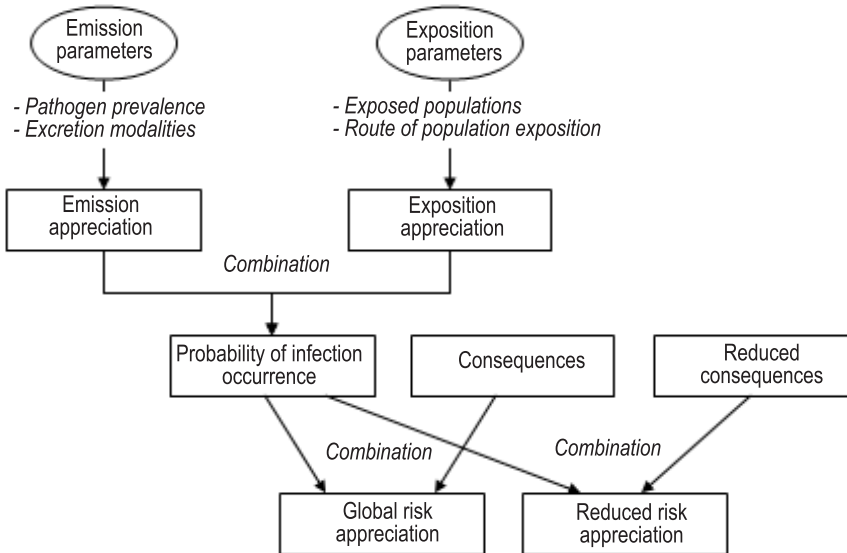 Emission
parameters
Exposition
parameters
- Pathogen prevalence
- Excretion modalities
- Exposed populations
- Route of population exposition
Emission
appreciation
Exposition
appreciation
Combination
Probability of infection
occurrence
Consequences
Reduced
consequences
Combination
Combination
Global risk
appreciation
Reduced risk
appreciation